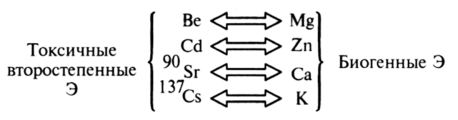 Токсичные
второстепенные
Э
Be Mg
Cd Zn
90Sr Ca
137Cs K
Биогенные Э